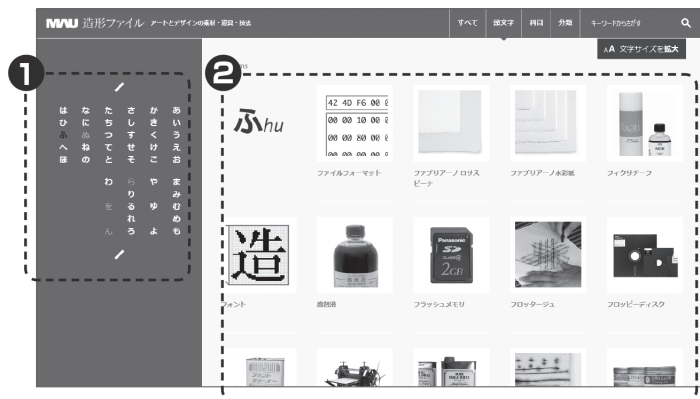 MAU 造形ファイル アートとデザインの素材・道具・技法
すべて 頭文字 科目 分類 キーワードからさがす
AA 文字サイズを拡大
1
2
あいうえお
かきくけこ
さしすせそ
たちつてと
なにぬねの
はひふへほ
まみむめも
や ゆ よ
らりるれろ
わ を ん
ふhu
42 4D F6 00
00 00 10 00
00 00 80 00
ファイルフォーマット
ファブリアーノ ロサスピーナ
ファブリアーノ水彩紙
フィクサチーフ
造
Panasonic
SD
CLASS
2GB
フォント
腐蝕液
フラッシュメモリ
フロッタージュ
フロッピーディスク